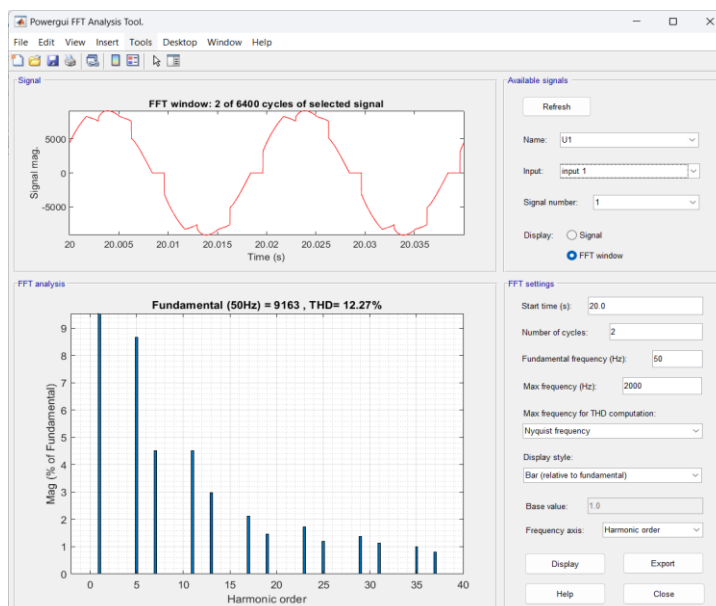 Powergui FFT Analysis Tool.
File Edit View Insert Tools Desktop Window Help
Signal
FFT window: 2 of 6400 cycles of selected signal
5000
0
-5000
Signal mag.
20 20.005 20.01 20.015 20.02 20.025 20.03 20.035
Time (s)
FFT analysis
Fundamental (50Hz) = 9163 , THD= 12.27%
9
8
7
6
5
4
3
2
1
0
Mag (% of Fundamental)
0 5 10 15 20 25 30 35 40
Harmonic order
Available signals
Refresh
Name: U1
Input: input 1
Signal number: 1
Display: Signal
FFT window
FFT settings
Start time (s): 20.0
Number of cycles: 2
Fundamental frequency (Hz): 50
Max frequency (Hz): 2000
Max frequency for THD computation:
Nyquist frequency
Display style:
Bar (relative to fundamental)
Base value: 1.0
Frequency axis: Harmonic order
Display Export
Help Close